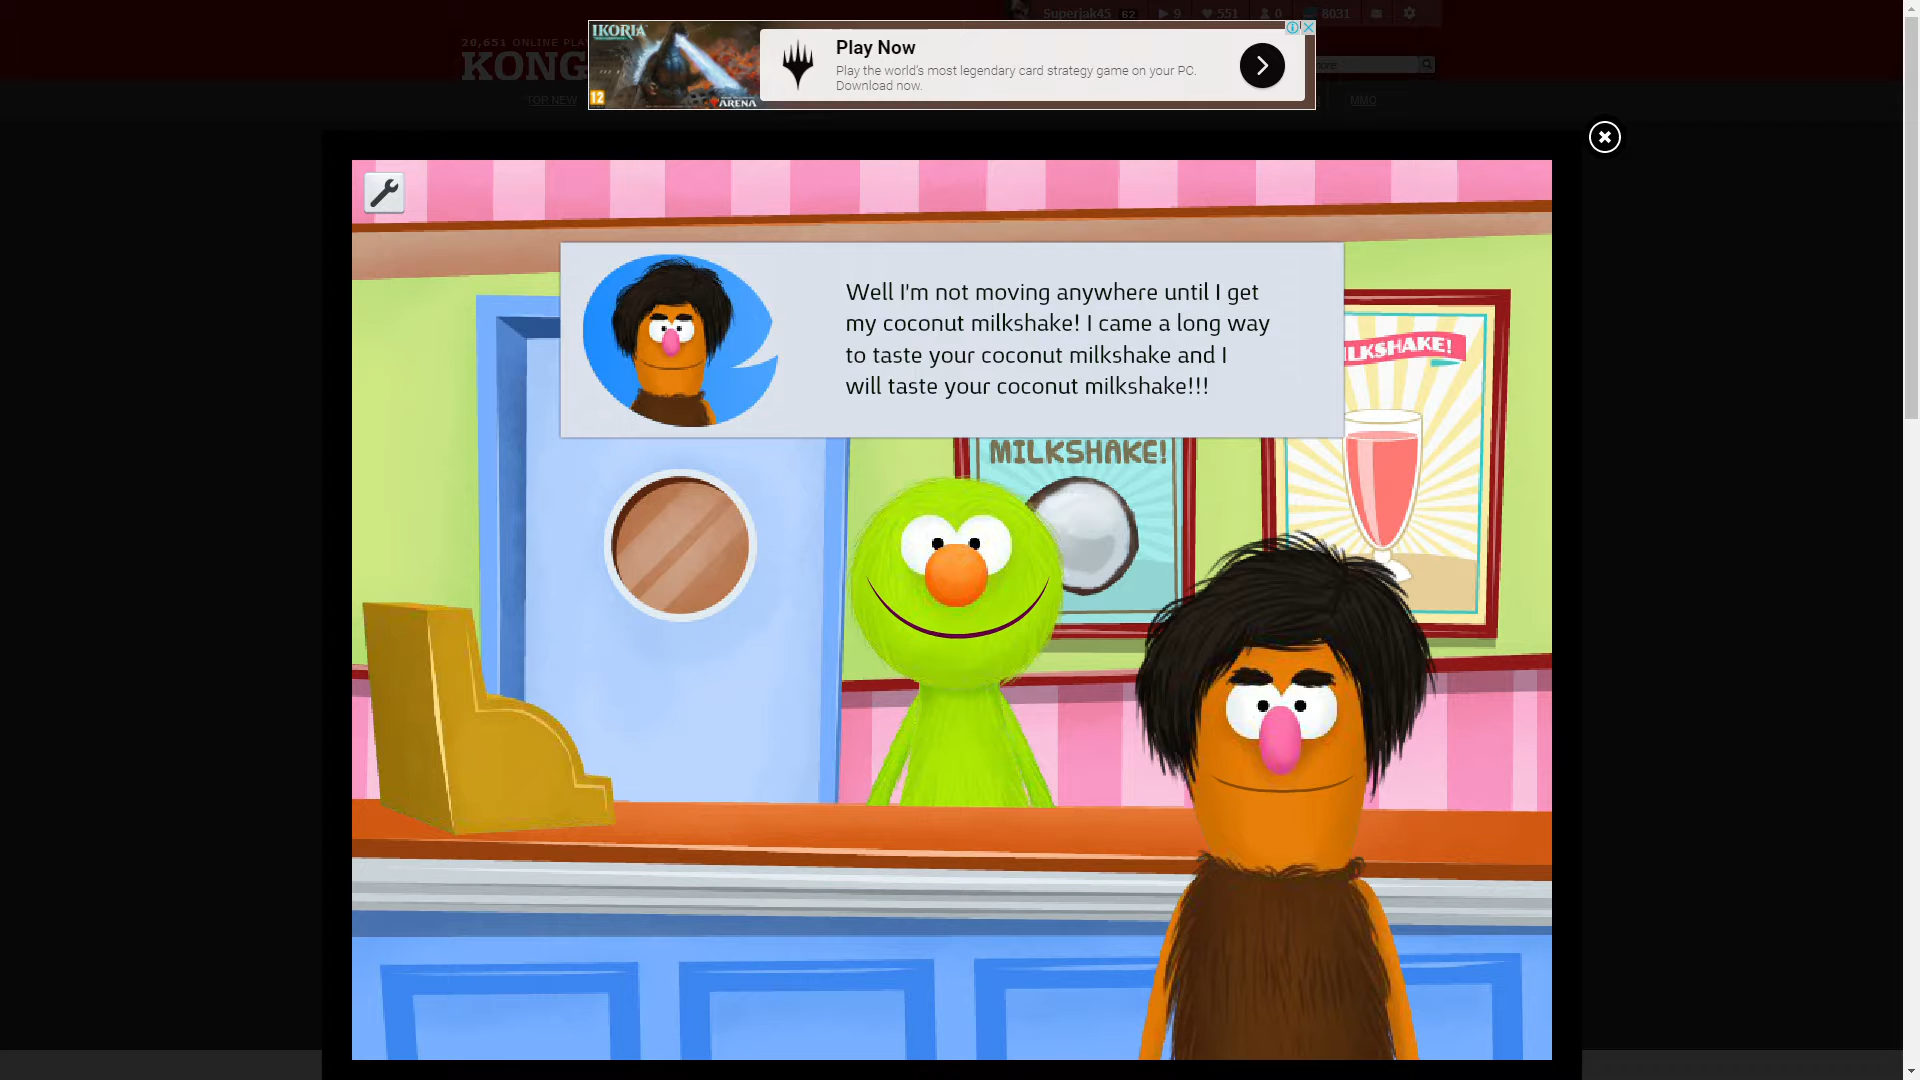 Superjak45 62 9 551 0 8031
20,651 ONLINE PLA
KONG
TOP NEW
MMO
IKORIA
12
ARENA
Play Now
Play the world's most legendary card strategy game on your PC.
Download now.
Well I'm not moving anywhere until I get
my coconut milkshake! I came a long way
to taste your coconut milkshake and I
will taste your coconut milkshake!!!
MILKSHAKE!
ILKSHAKE!